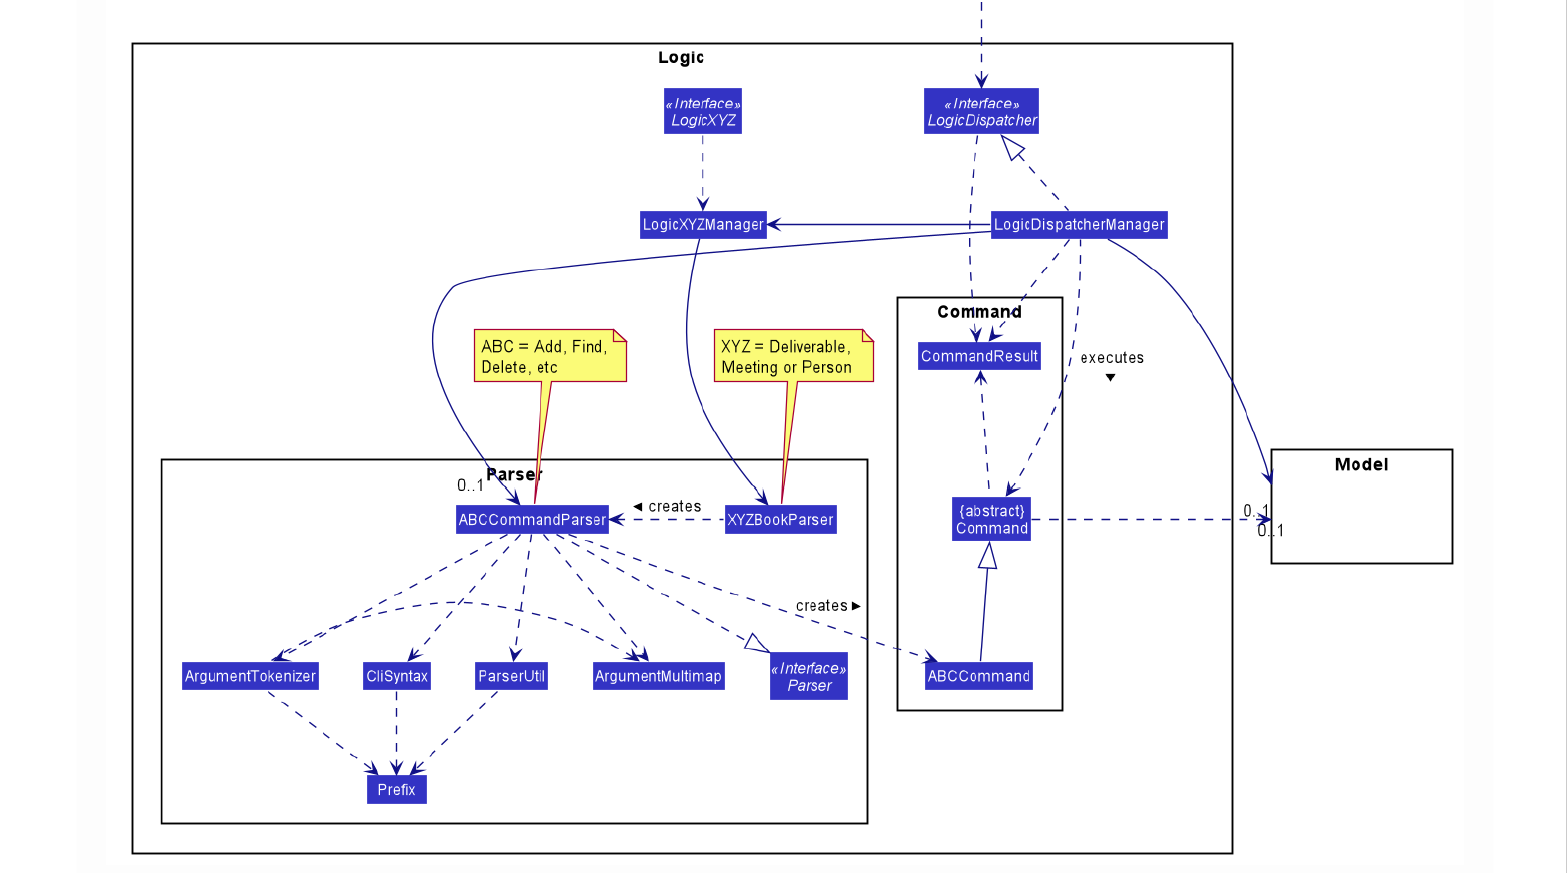 Logic
«Interface»
LogicXYZ
«Interface»
LogicDispatcher
LogicXYZManager
LogicDispatcherManager
Command
ABC = Add, Find,
Delete, etc
XYZ = Deliverable,
Meeting or Person
CommandResult
executes
Parser
0..1
ABCCommandParser
creates
XYZBookParser
{abstract}
Command
Model
0..1
0..1
creates
ArgumentTokenizer
CliSyntax
ParserUtil
ArgumentMultimap
«Interface»
Parser
ABCCommand
Prefix